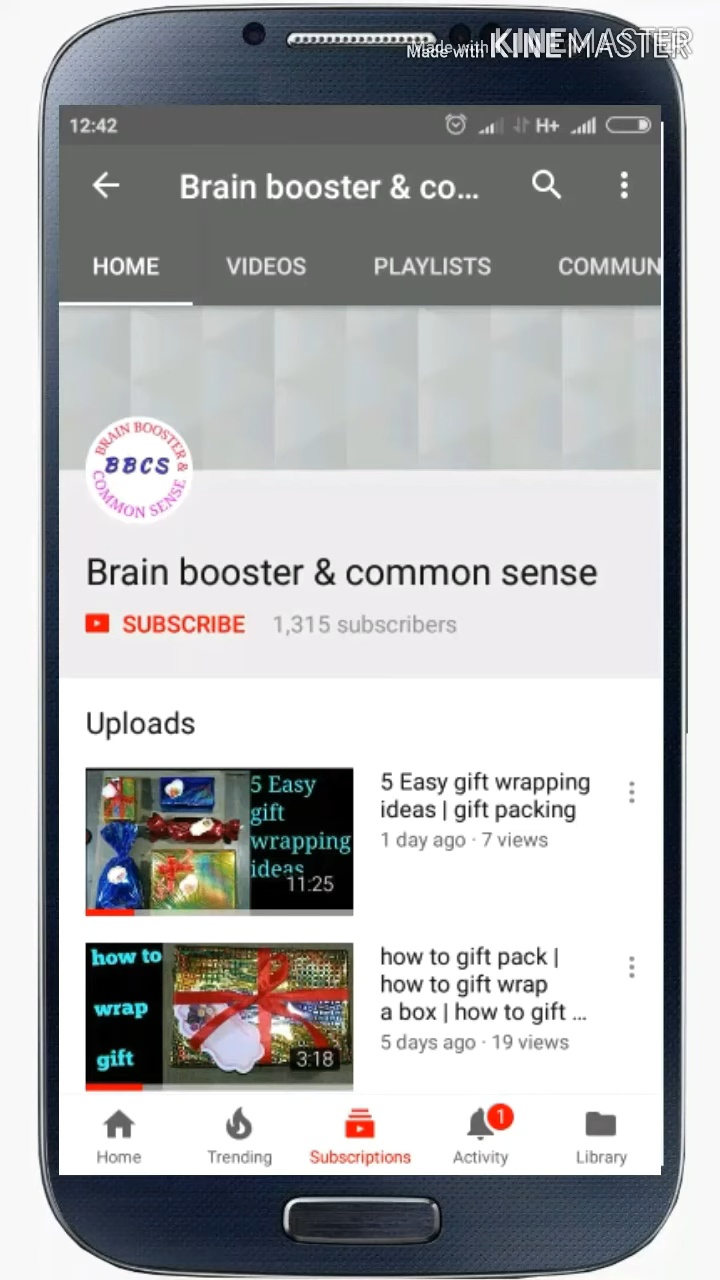 Made with KINEMASTER
12:42 H+
Brain booster & co...
HOME VIDEOS PLAYLISTS COMMUN
BRAIN BOOSTER &
BBCS
COMMON SENSE
Brain booster & common sense
SUBSCRIBE 1,315 subscribers
Uploads
5 Easy
gift
wrapping
ideas
11:25
5 Easy gift wrapping
ideas | gift packing
1 day ago · 7 views
how to
wrap
gift
3:18
how to gift pack |
how to gift wrap
a box | how to gift ...
5 days ago · 19 views
1
Home Trending Subscriptions Activity Library